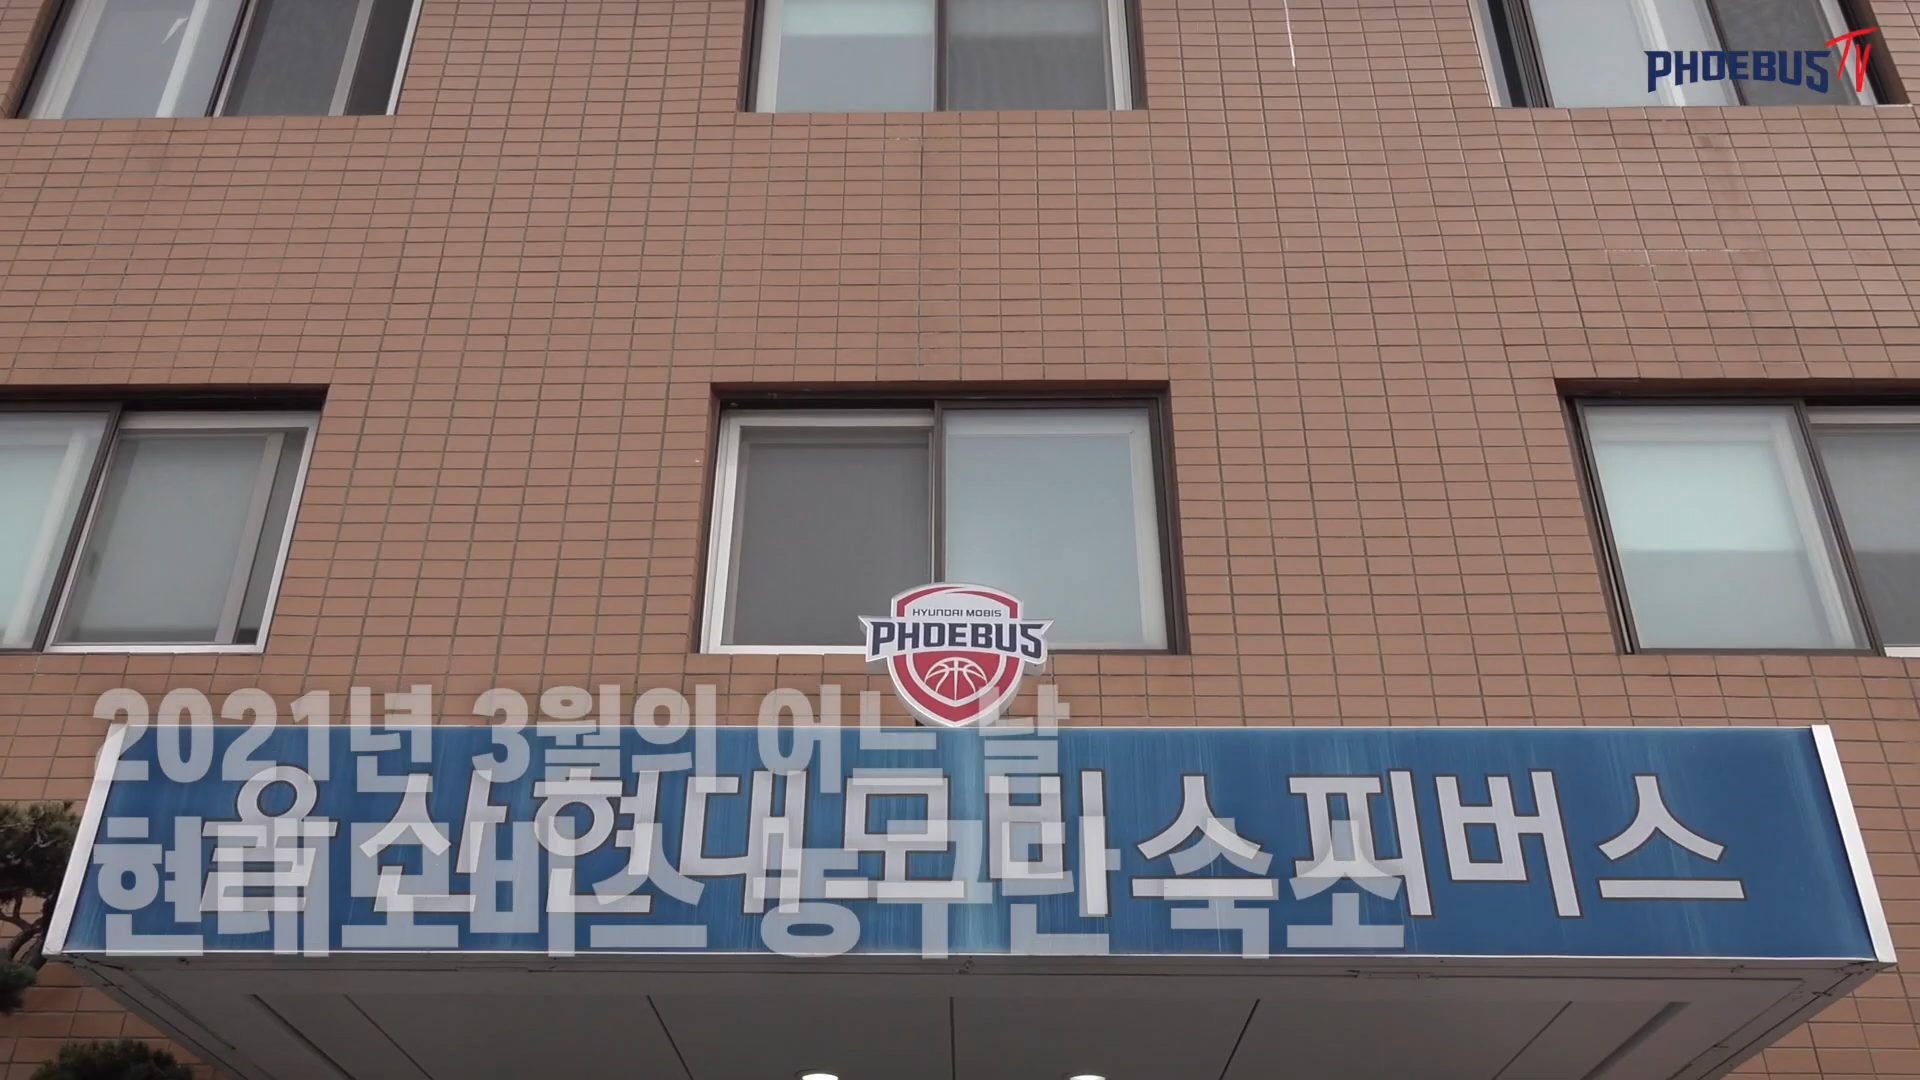 PHOEBUS TV
HYUNDAI MOBIS
PHOEBUS
2021년 3월의 어느 날
울산현대모비스피버스
현대모비스 농구단 숙소